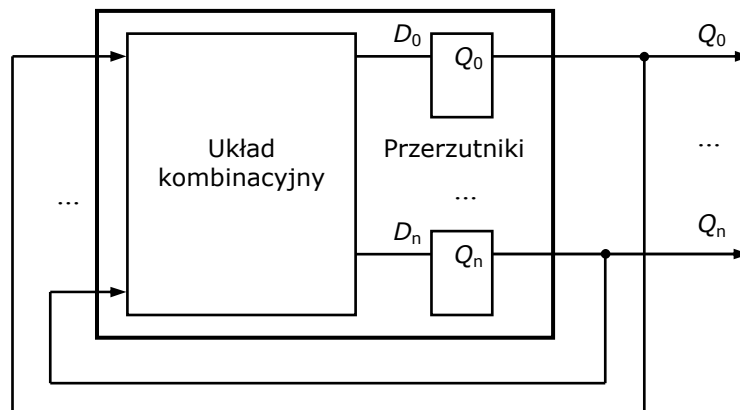 D0
Q0
Q0
Układ
kombinacyjny
Przerzutniki
...
...
...
Dn
Qn
Qn